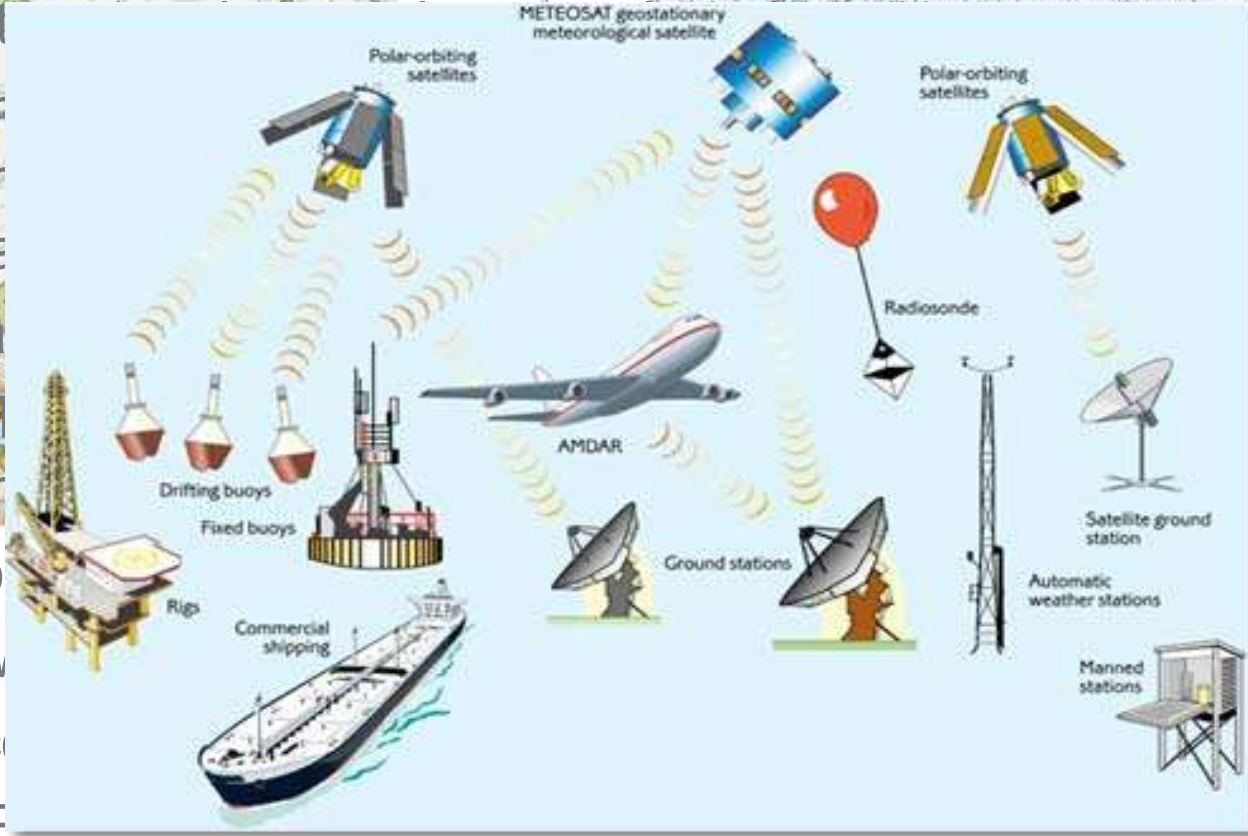 METEOSAT geostationary
meteorological satellite
Polar-orbiting
satellites
Polar-orbiting
satellites
Radiosonde
AMDAR
Drifting buoys
Fixed buoys
Rigs
Commercial
shipping
Ground stations
Satellite ground
station
Automatic
weather stations
Manned
stations